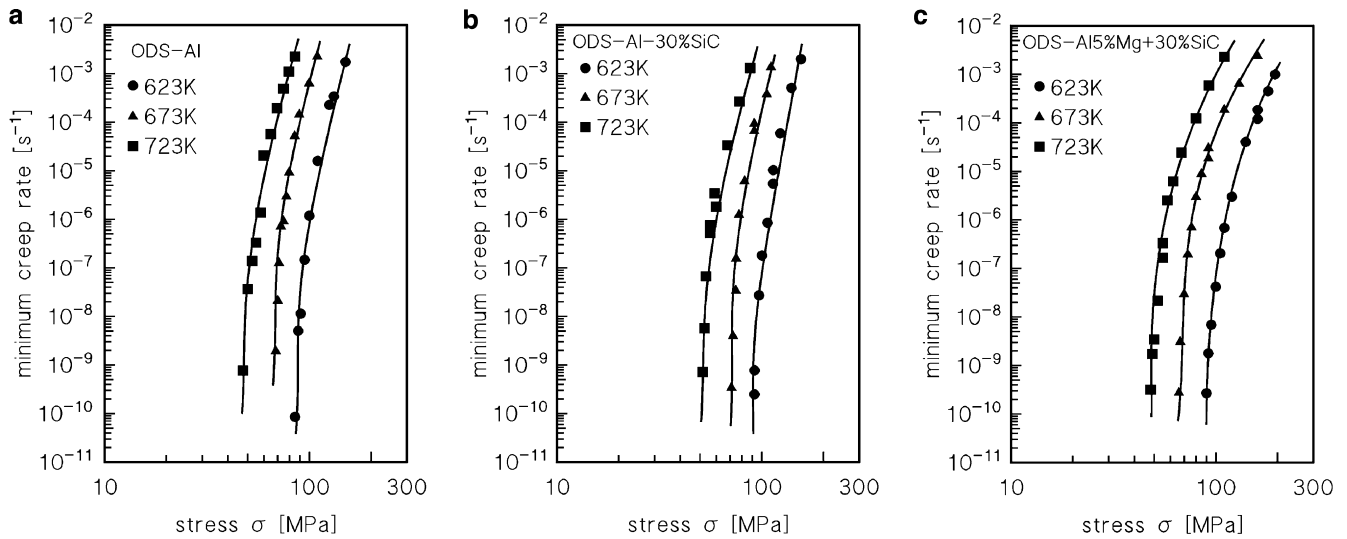 a
ODS-Al
623K
673K
723K
minimum creep rate [s⁻¹]
10⁻²
10⁻³
10⁻⁴
10⁻⁵
10⁻⁶
10⁻⁷
10⁻⁸
10⁻⁹
10⁻¹⁰
10⁻¹¹
10
100
300
stress σ [MPa]
b
ODS-Al-30%SiC
623K
673K
723K
minimum creep rate [s⁻¹]
10⁻²
10⁻³
10⁻⁴
10⁻⁵
10⁻⁶
10⁻⁷
10⁻⁸
10⁻⁹
10⁻¹⁰
10⁻¹¹
10
100
300
stress σ [MPa]
c
ODS-Al5%Mg+30%SiC
623K
673K
723K
minimum creep rate [s⁻¹]
10⁻²
10⁻³
10⁻⁴
10⁻⁵
10⁻⁶
10⁻⁷
10⁻⁸
10⁻⁹
10⁻¹⁰
10⁻¹¹
10
100
300
stress σ [MPa]